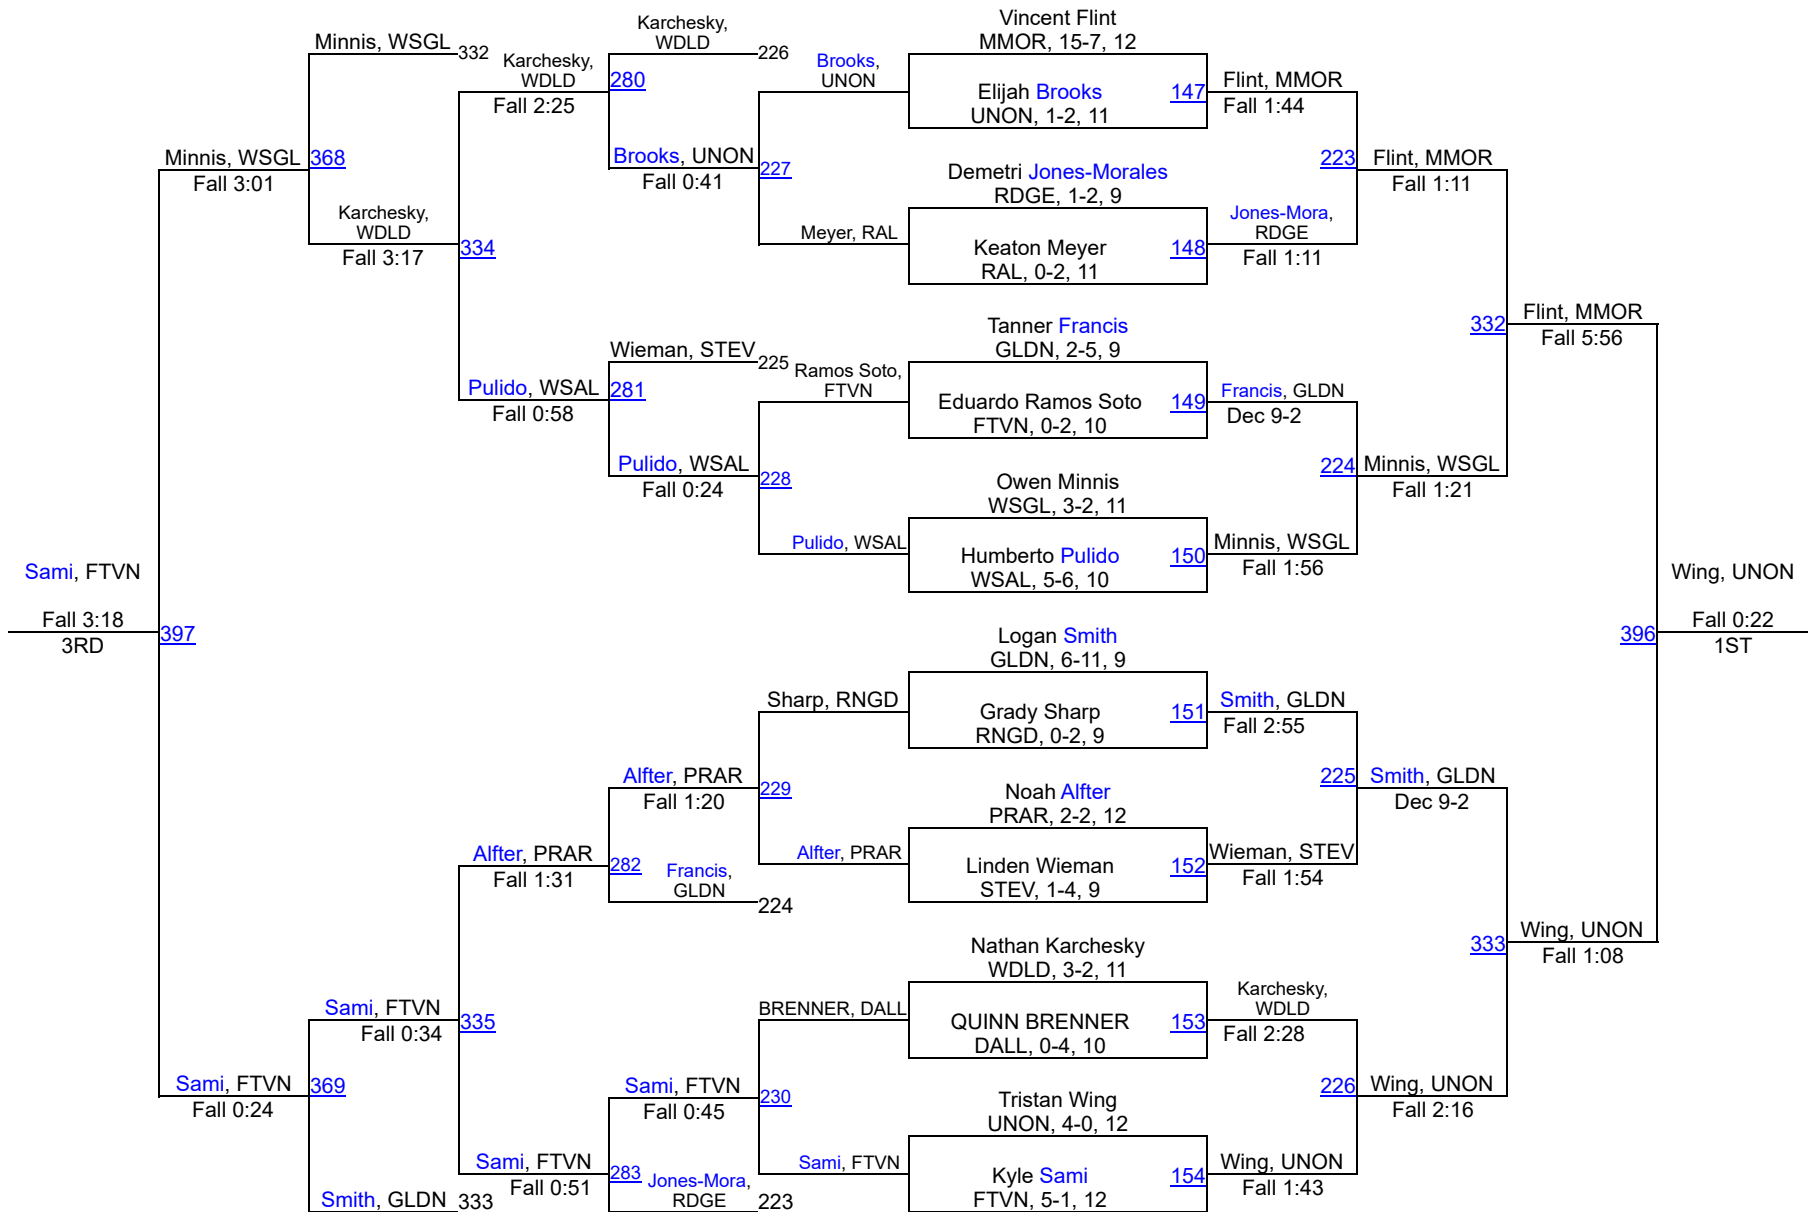 Minnis, WSGL
332
Karchesky,
WDLD
Fall 2:25
Karchesky,
WDLD
226
280
Brooks,
UNON
Vincent Flint
MMOR, 15-7, 12
Elijah Brooks
UNON, 1-2, 11
147
Flint, MMOR
Fall 1:44
Minnis, WSGL
Fall 3:01
368
Brooks, UNON
Fall 0:41
227
Demetri Jones-Morales
RDGE, 1-2, 9
223
Flint, MMOR
Fall 1:11
Karchesky,
WDLD
Fall 3:17
334
Meyer, RAL
Keaton Meyer
RAL, 0-2, 11
148
Jones-Mora,
RDGE
Fall 1:11
Wieman, STEV
225
Ramos Soto,
FTVN
Tanner Francis
GLDN, 2-5, 9
332
Flint, MMOR
Fall 5:56
Pulido, WSAL
Fall 0:58
281
Eduardo Ramos Soto
FTVN, 0-2, 10
149
Francis, GLDN
Dec 9-2
Pulido, WSAL
Fall 0:24
228
Owen Minnis
WSGL, 3-2, 11
224
Minnis, WSGL
Fall 1:21
Pulido, WSAL
Humberto Pulido
WSAL, 5-6, 10
150
Minnis, WSGL
Fall 1:56
Sami, FTVN
Fall 3:18
3RD
397
Wing, UNON
Fall 0:22
1ST
396
Logan Smith
GLDN, 6-11, 9
Sharp, RNGD
Grady Sharp
RNGD, 0-2, 9
151
Smith, GLDN
Fall 2:55
Alfter, PRAR
Fall 1:20
229
Noah Alfter
PRAR, 2-2, 12
225
Smith, GLDN
Dec 9-2
Alfter, PRAR
Fall 1:31
282
Francis,
GLDN
224
Alfter, PRAR
Linden Wieman
STEV, 1-4, 9
152
Wieman, STEV
Fall 1:54
Nathan Karchesky
WDLD, 3-2, 11
333
Wing, UNON
Fall 1:08
Sami, FTVN
Fall 0:34
335
BRENNER, DALL
QUINN BRENNER
DALL, 0-4, 10
153
Karchesky,
WDLD
Fall 2:28
Sami, FTVN
Fall 0:24
369
Sami, FTVN
Fall 0:45
230
Tristan Wing
UNON, 4-0, 12
226
Wing, UNON
Fall 2:16
Sami, FTVN
Fall 0:51
283
Jones-Mora,
RDGE
223
Sami, FTVN
Kyle Sami
FTVN, 5-1, 12
154
Wing, UNON
Fall 1:43
Smith, GLDN
333